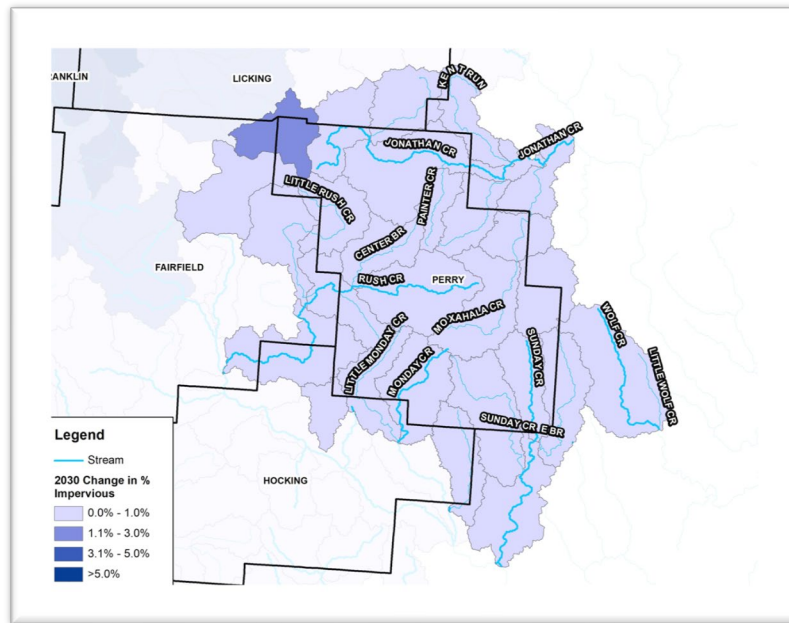 RANKLIN
LICKING
KENT RUN
JONATHAN CR
JONATHAN CR
LITTLE RUSH CR
PAINTER CR
CENTER BR
FAIRFIELD
RUSH CR
PERRY
MOXAHALA CR
LITTLE MONDAY CR
MONDAY CR
SUNDAY CR
WOLF CR
LITTLE WOLF CR
SUNDAY CR E BR
HOCKING
Legend
Stream
2030 Change in %
Impervious
0.0% - 1.0%
1.1% - 3.0%
3.1% - 5.0%
>5.0%